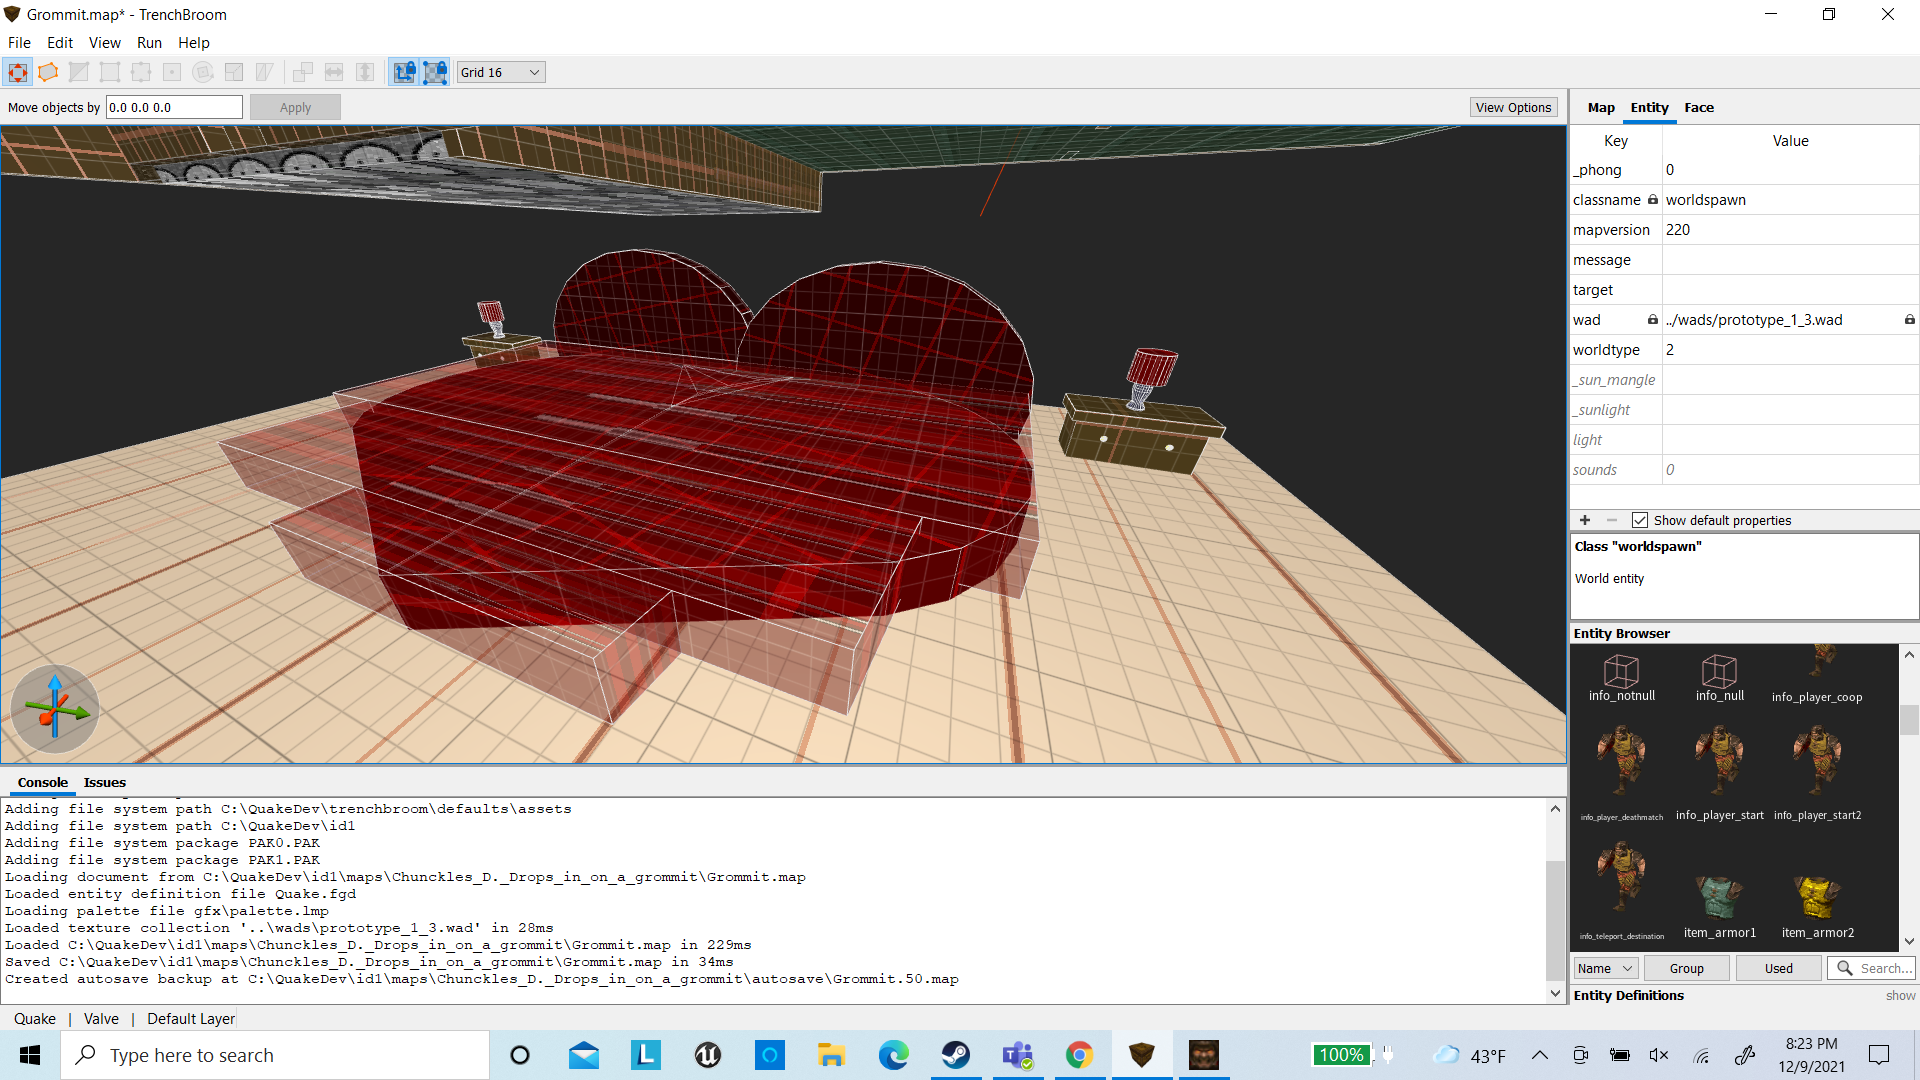 Grommit.map* - TrenchBroom
File Edit View Run Help
Grid 16
Move objects by 0.0 0.0 0.0 Apply View Options
Map Entity Face
Key Value
_phong 0
classname worldspawn
mapversion 220
message
target
wad ../wads/prototype_1_3.wad
worldtype 2
_sun_mangle
_sunlight
light
sounds 0
Show default properties
Class "worldspawn"
World entity
Entity Browser
info_notnull info_null info_player_coop
info_player_deathmatch info_player_start info_player_start2
info_teleport_destination item_armor1 item_armor2
Name Group Used Search...
Entity Definitions show
Console Issues
Adding file system path C:\QuakeDev\trenchbroom\defaults\assets
Adding file system path C:\QuakeDev\id1
Adding file system package PAK0.PAK
Adding file system package PAK1.PAK
Loading document from C:\QuakeDev\id1\maps\Chunckles_D._Drops_in_on_a_grommit\Grommit.map
Loaded entity definition file Quake.fgd
Loading palette file gfx\palette.lmp
Loaded texture collection '..\wads\prototype_1_3.wad' in 28ms
Loaded C:\QuakeDev\id1\maps\Chunckles_D._Drops_in_on_a_grommit\Grommit.map in 229ms
Saved C:\QuakeDev\id1\maps\Chunckles_D._Drops_in_on_a_grommit\Grommit.map in 34ms
Created autosave backup at C:\QuakeDev\id1\maps\Chunckles_D._Drops_in_on_a_grommit\autosave\Grommit.50.map
Quake | Valve | Default Layer
Type here to search
L
100%
43°F
8:23 PM
12/9/2021